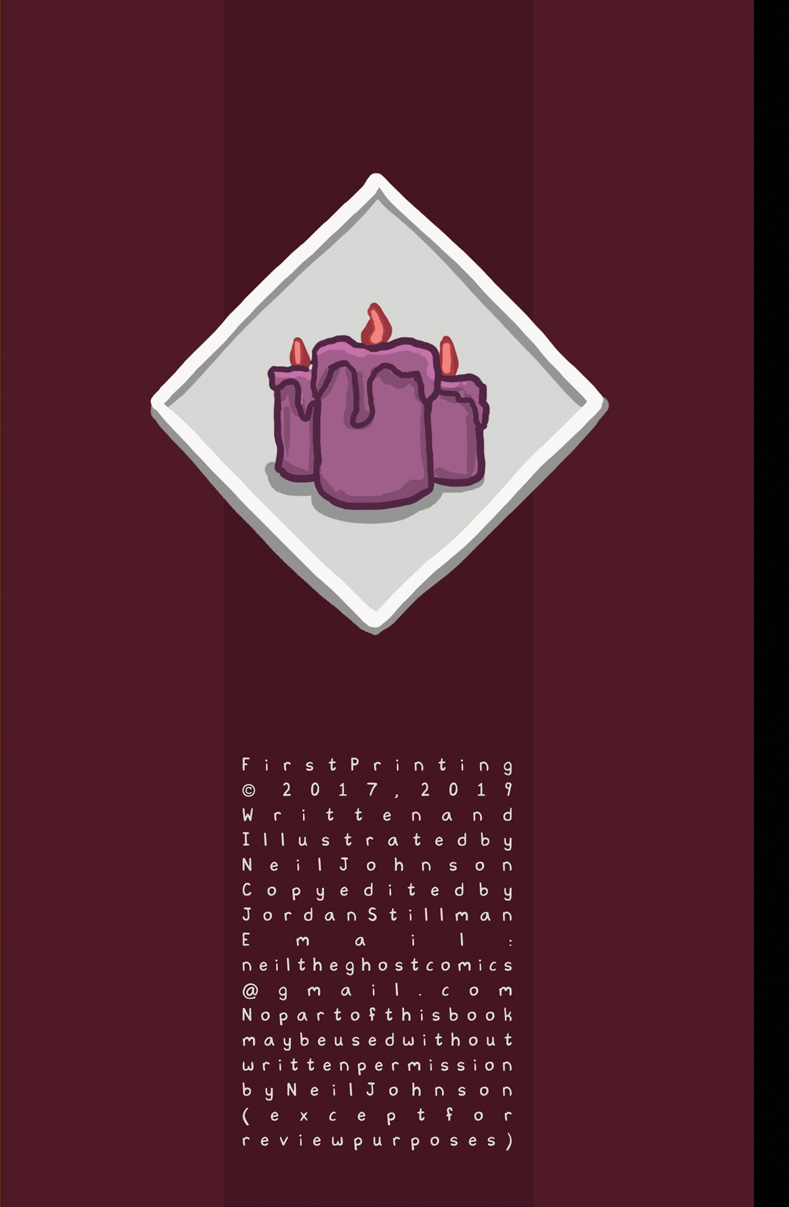 FirstPrinting
© 2017,2019
Writtenand
Illustratedby
NeilJohnson
Copyeditedby
JordanStillman
Email:
neiltheghostcomics
@gmail.com
Nopartofthisbook
maybeusedwithout
writtenpermission
byNeilJohnson
(exceptfor
reviewpurposes)